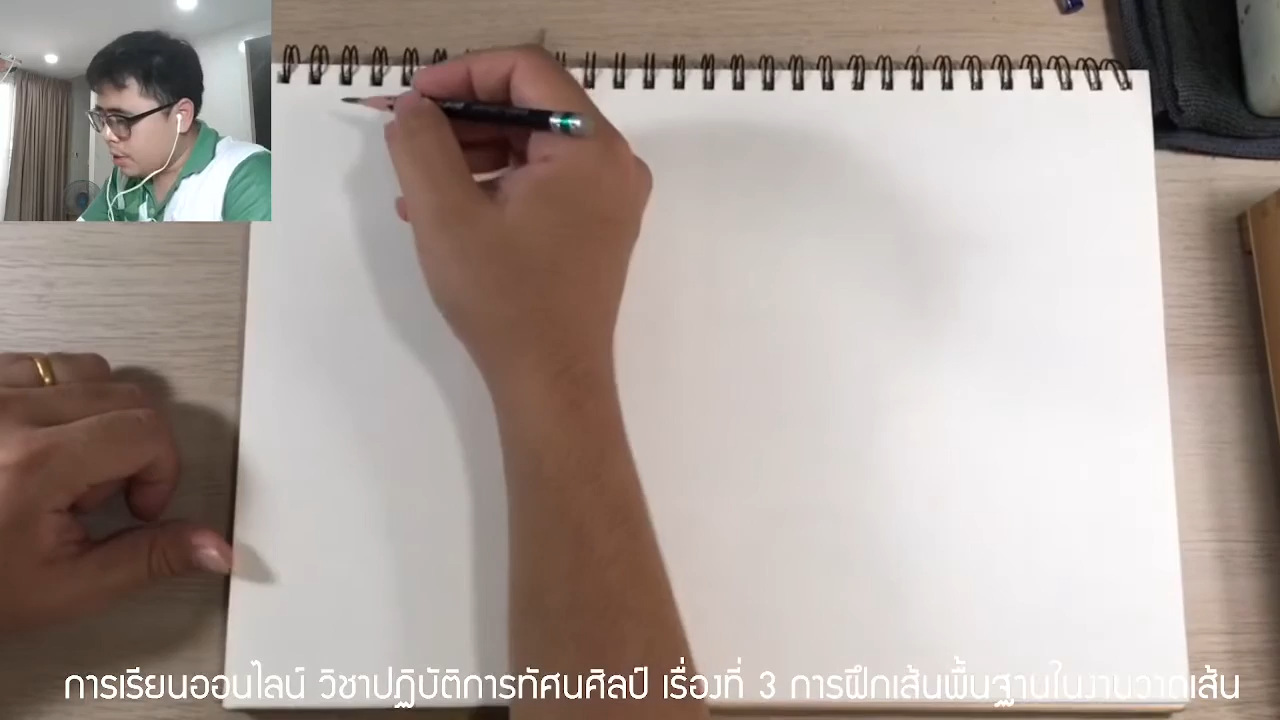 การเรียนออนไลน์ วิชาปฏิบัติการทัศนศิลป์ เรื่องที่ 3 การฝึกเส้นพื้นฐานในงานวาดเส้น